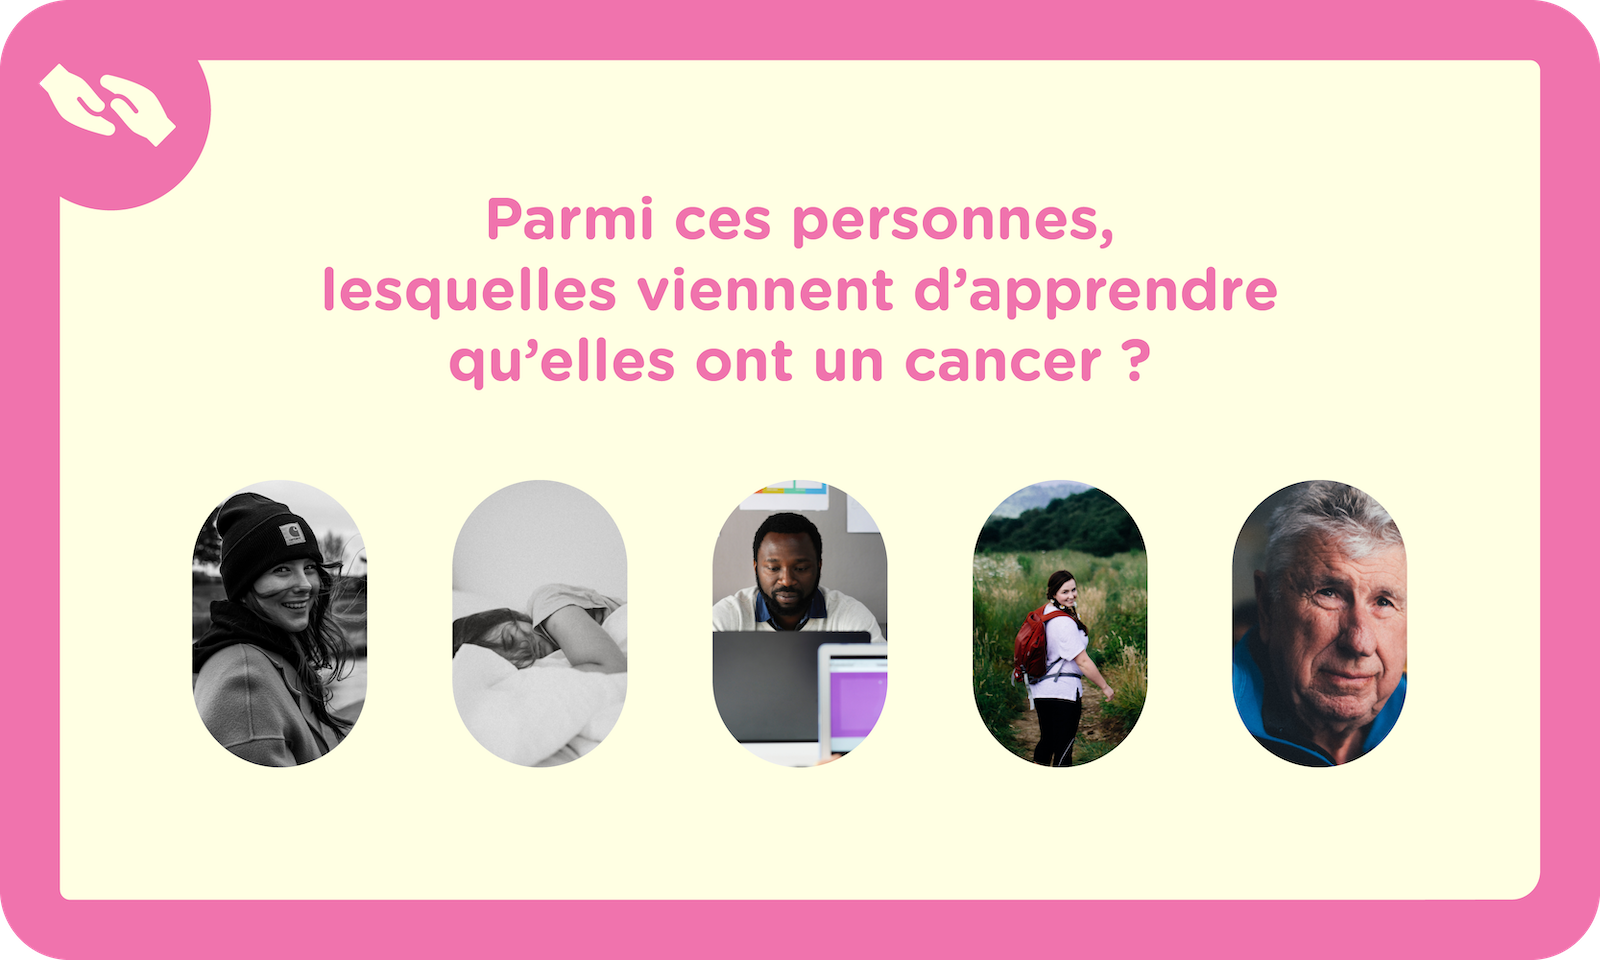 Parmi ces personnes,
lesquelles viennent d’apprendre
qu’elles ont un cancer ?